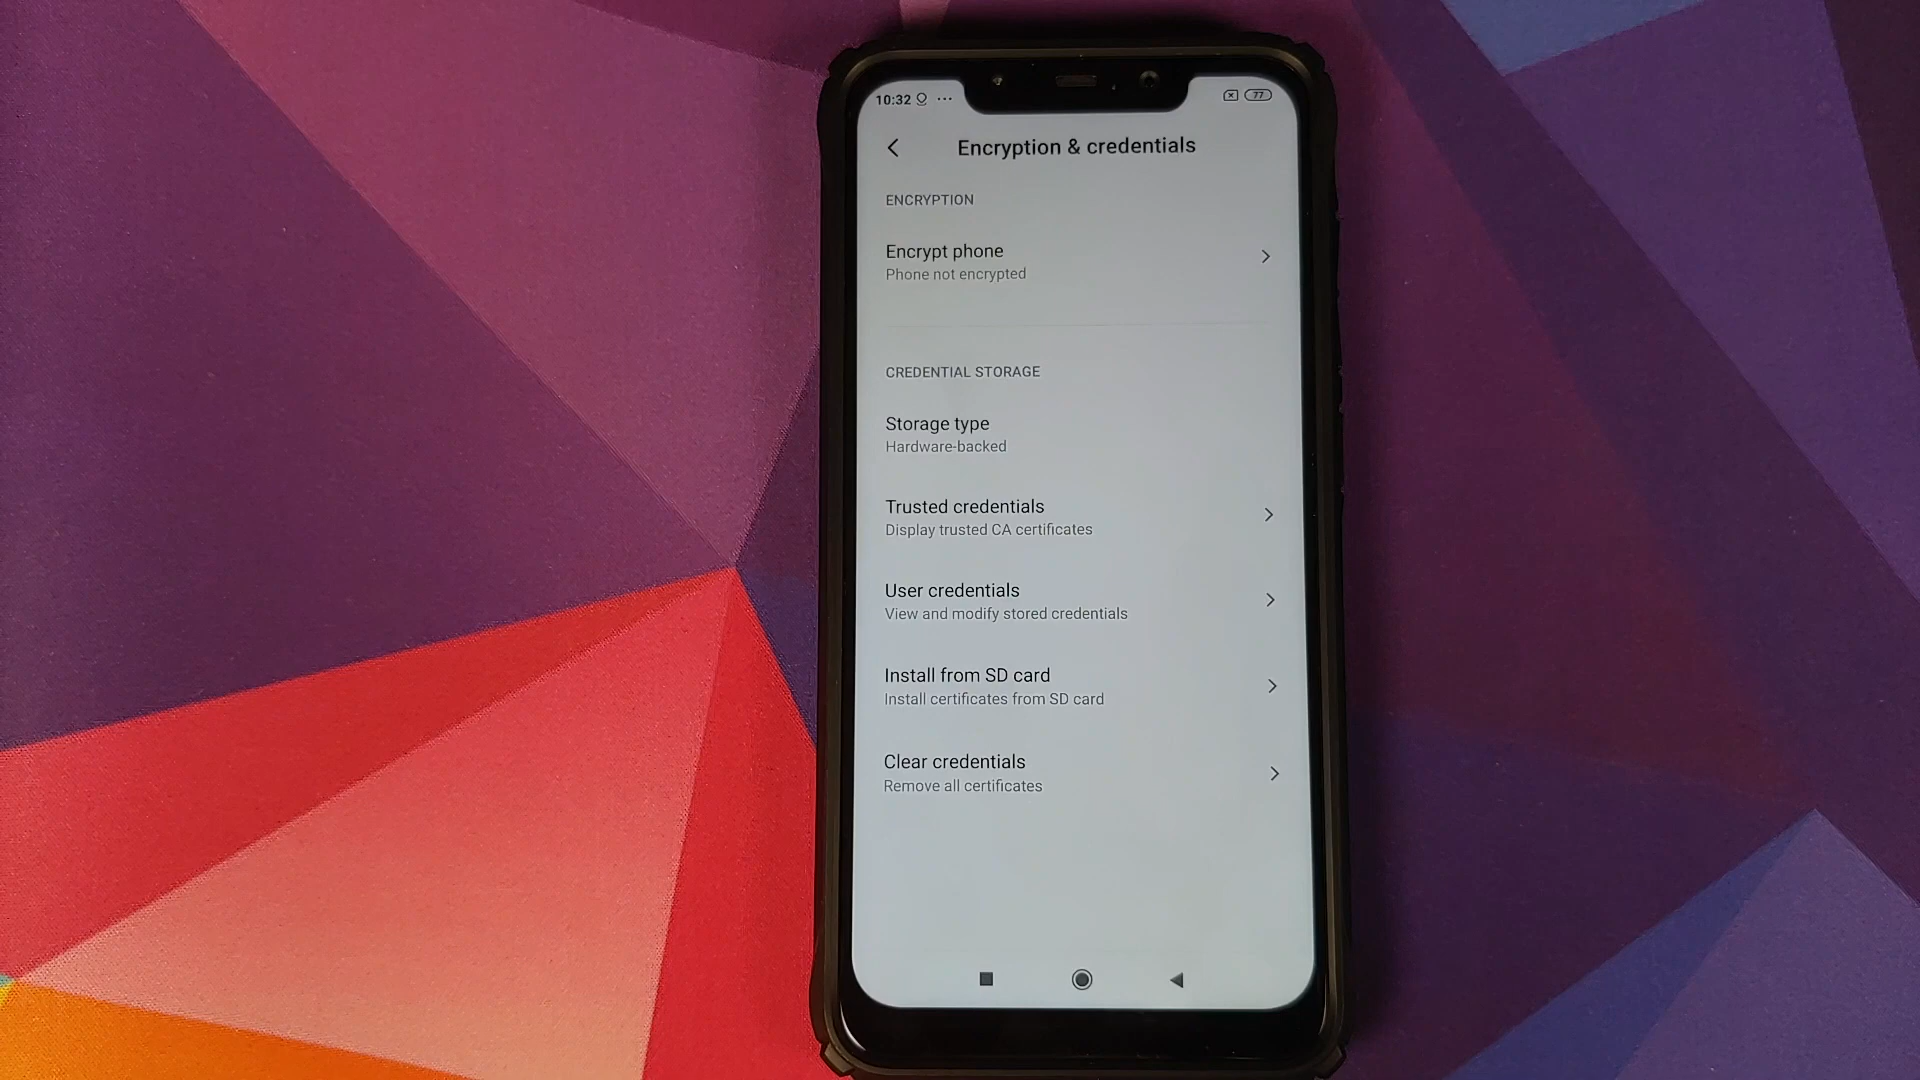 10:32 ... 77
Encryption & credentials
ENCRYPTION
Encrypt phone
Phone not encrypted
CREDENTIAL STORAGE
Storage type
Hardware-backed
Trusted credentials
Display trusted CA certificates
User credentials
View and modify stored credentials
Install from SD card
Install certificates from SD card
Clear credentials
Remove all certificates